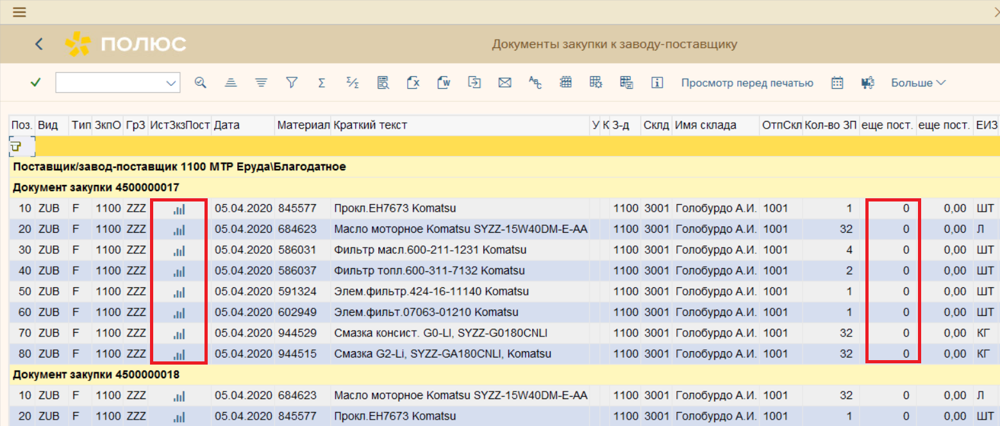 ПОЛЮС
Документы закупки к заводу-поставщику
Просмотр перед печатью Больше
Поз. Вид Тип ЗкпО ГрЗ ИстЗкзПост Дата Материал Краткий текст У К З-д Склд Имя склада ОтпСкл Кол-во ЗП еще пост. еще пост. ЕИЗ
Поставщик/завод-поставщик 1100 МТР Еруда\Благодатное
Документ закупки 4500000017
10 ZUB F 1100 ZZZ 05.04.2020 845577 Прокл.EH7673 Komatsu 1100 3001 Голобурдо А.И. 1001 1 0 0,00 ШТ
20 ZUB F 1100 ZZZ 05.04.2020 684623 Масло моторное Komatsu SYZZ-15W40DM-E-AA 1100 3001 Голобурдо А.И. 1001 32 0 0,00 Л
30 ZUB F 1100 ZZZ 05.04.2020 586031 Фильтр масл.600-211-1231 Komatsu 1100 3001 Голобурдо А.И. 1001 4 0 0,00 ШТ
40 ZUB F 1100 ZZZ 05.04.2020 586037 Фильтр топл.600-311-7132 Komatsu 1100 3001 Голобурдо А.И. 1001 2 0 0,00 ШТ
50 ZUB F 1100 ZZZ 05.04.2020 591324 Элем.фильтр.424-16-11140 Komatsu 1100 3001 Голобурдо А.И. 1001 1 0 0,00 ШТ
60 ZUB F 1100 ZZZ 05.04.2020 602949 Элем.фильт.07063-01210 Komatsu 1100 3001 Голобурдо А.И. 1001 1 0 0,00 ШТ
70 ZUB F 1100 ZZZ 05.04.2020 944529 Смазка консист. G0-LI, SYZZ-G0180CNLI 1100 3001 Голобурдо А.И. 1001 32 0 0,00 КГ
80 ZUB F 1100 ZZZ 05.04.2020 944515 Смазка G2-Li, SYZZ-GA180CNLI, Komatsu 1100 3001 Голобурдо А.И. 1001 32 0 0,00 КГ
Документ закупки 4500000018
10 ZUB F 1100 ZZZ 05.04.2020 684623 Масло моторное Komatsu SYZZ-15W40DM-E-AA 1100 3001 Голобурдо А.И. 1001 32 0 0,00 Л
20 ZUB F 1100 ZZZ 05.04.2020 845577 Прокл.EH7673 Komatsu 1100 3001 Голобурдо А.И. 1001 1 0 0,00 ШТ